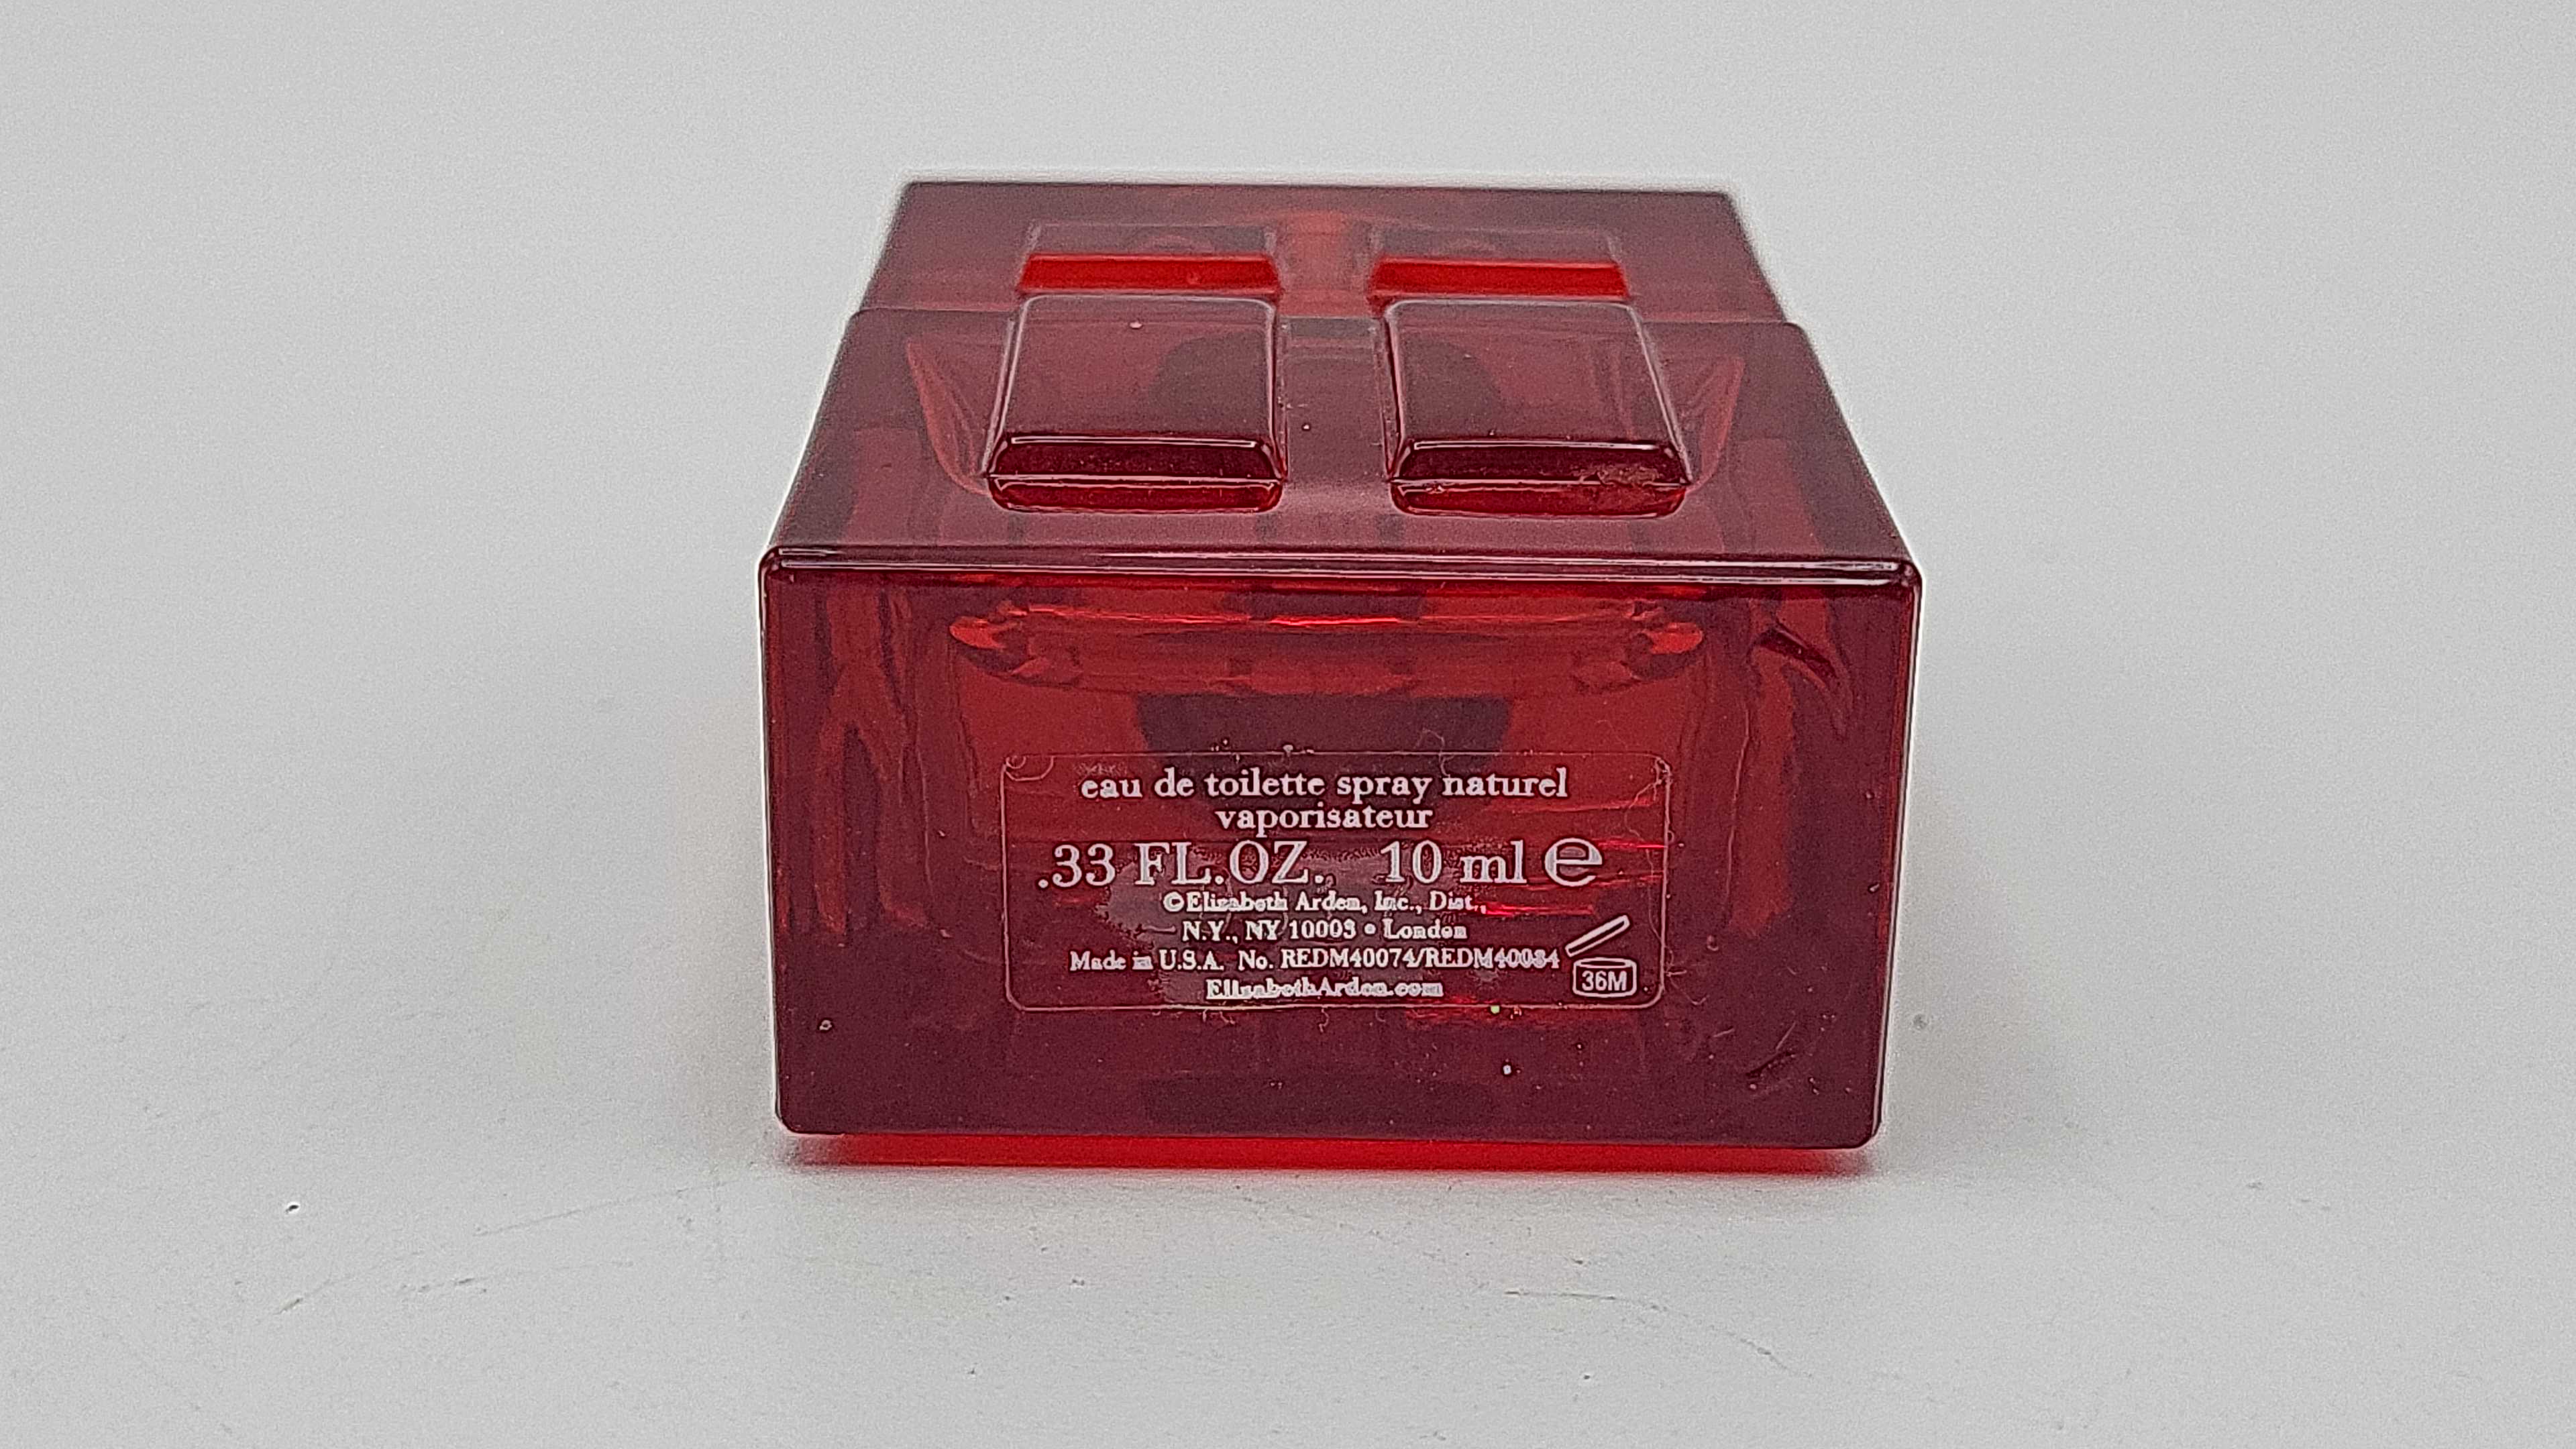 eau de toilette spray naturel
vaporisateur
.33 FL.OZ. 10 ml e
©Elizabeth Arden, Inc., Dist.,
N.Y., NY 10003 • London
Made in U.S.A. No. REDM40074/REDM40084
ElizabethArden.com
36M